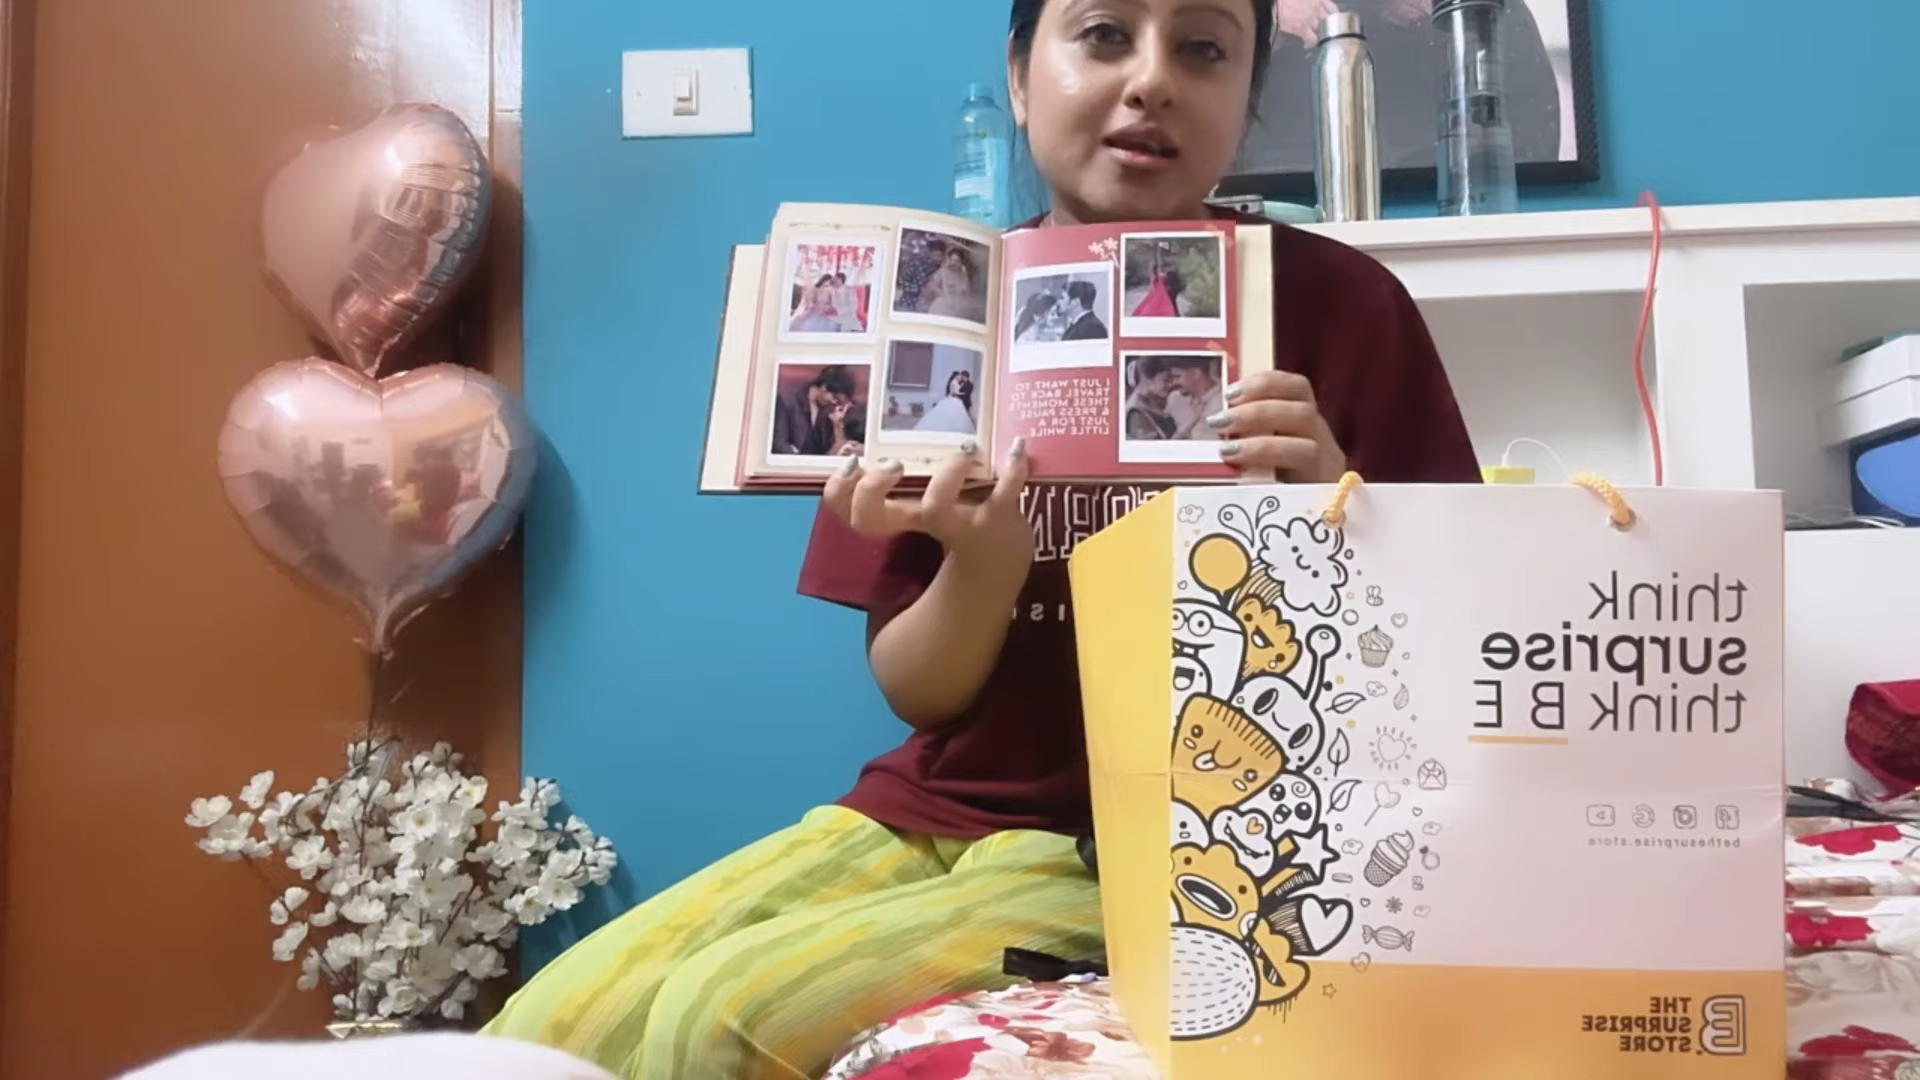 I JUST WANT TO
TRAVEL BACK TO
THESE MOMENTS
& PRESS PAUSE
JUST FOR A
LITTLE WHILE...
think
surprise
think B E
bethesurprise.store
THE
SURPRISE
STORE